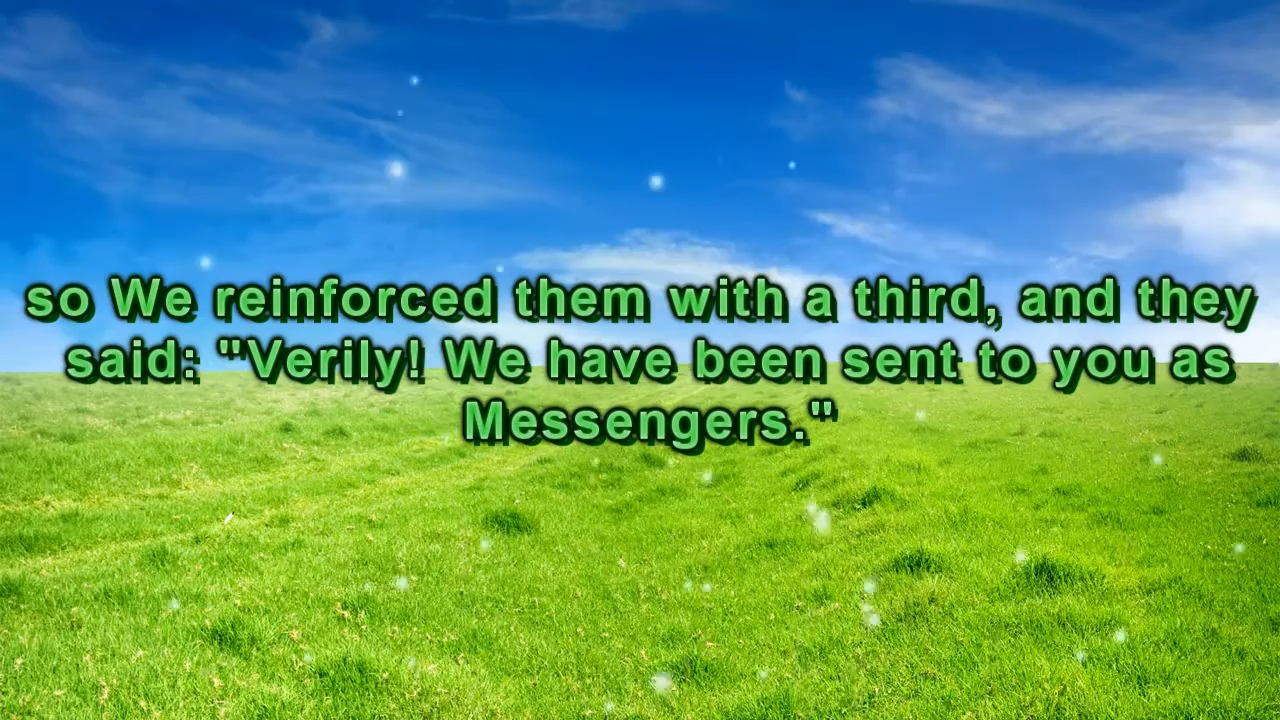 so We reinforced them with a third, and they
said: "Verily! We have been sent to you as
Messengers."